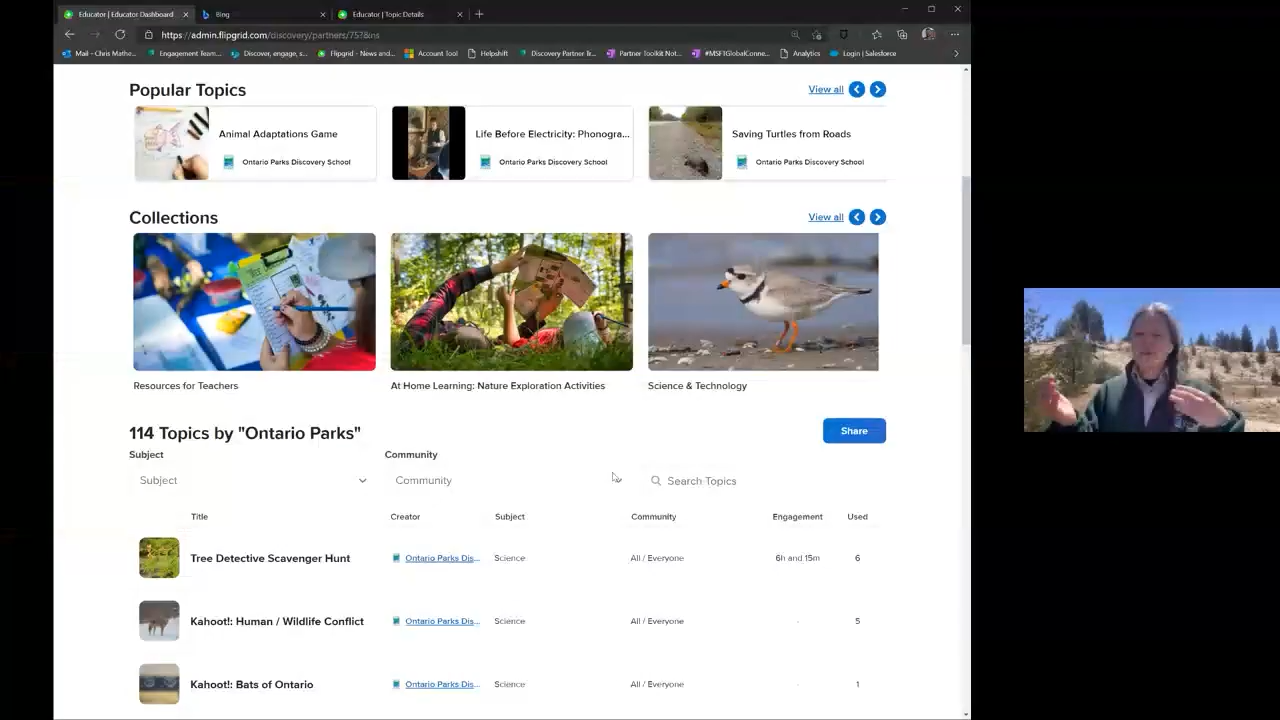 Educator | Educator Dashboard
Bing
Educator | Topic Details
https://admin.flipgrid.com/discovery/partners/753&ns
Mail - Chris Mathe...
Engagement Team...
Discover, engage, s...
Flipgrid - News and...
Account Tool
Helpshift
Discovery Partner Tr...
Partner Toolkit Not...
#MSFTGlobalConne...
Analytics
Login | Salesforce
Popular Topics
View all
Animal Adaptations Game
Ontario Parks Discovery School
Life Before Electricity: Phonogra...
Ontario Parks Discovery School
Saving Turtles from Roads
Ontario Parks Discovery School
Collections
View all
Resources for Teachers
At Home Learning: Nature Exploration Activities
Science & Technology
114 Topics by "Ontario Parks"
Share
Subject
Community
Subject
Community
Search Topics
Title Creator Subject Community Engagement Used
Tree Detective Scavenger Hunt Ontario Parks Dis... Science All / Everyone 6h and 15m 6
Kahoot!: Human / Wildlife Conflict Ontario Parks Dis... Science All / Everyone - 5
Kahoot!: Bats of Ontario Ontario Parks Dis... Science All / Everyone - 1